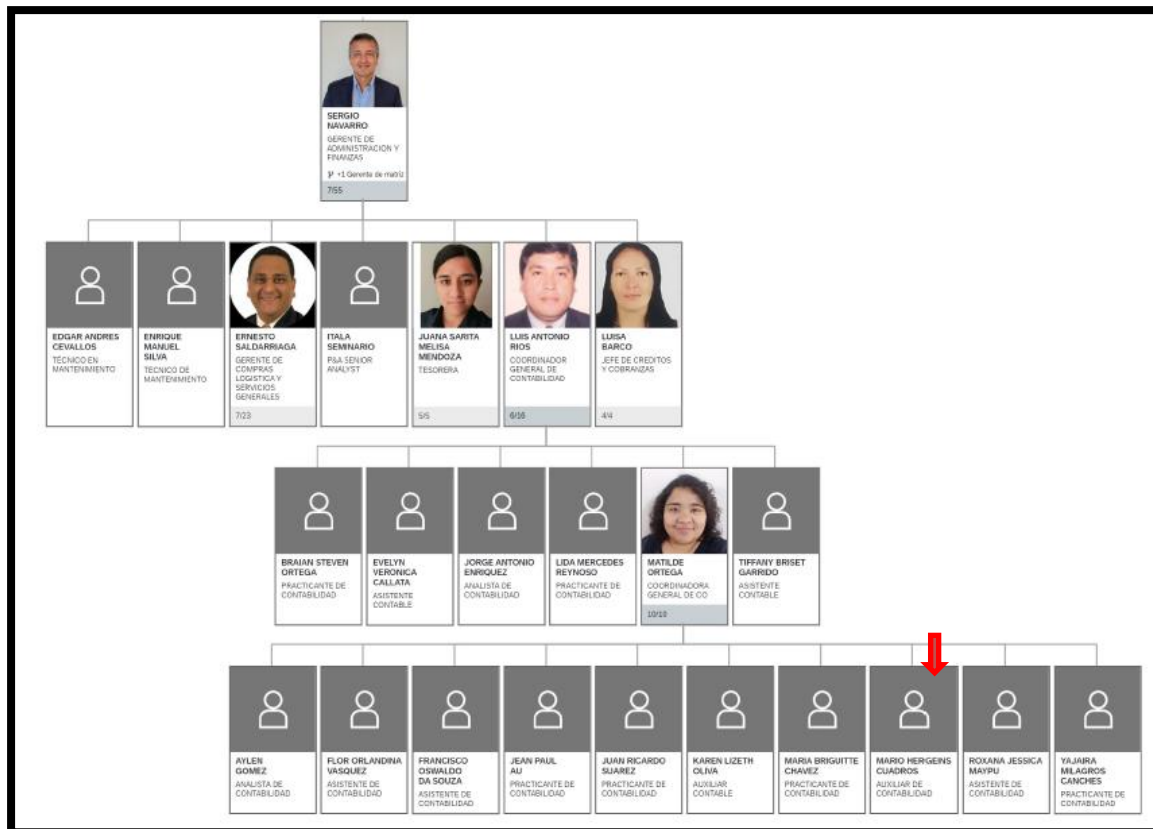 SERGIO
NAVARRO
GERENTE DE
ADMINISTRACION Y
FINANZAS
+1 Gerente de matriz
7/55
EDGAR ANDRES
CEVALLOS
TÉCNICO EN
MANTENIMIENTO
ENRIQUE
MANUEL
SILVA
TECNICO DE
MANTENIMIENTO
ERNESTO
SALDARRIAGA
GERENTE DE
COMPRAS
LOGISTICA Y
SERVICIOS
GENERALES
7/23
ITALA
SEMINARIO
P&A SENIOR
ANALYST
JUANA SARITA
MELISA
MENDOZA
TESORERA
5/5
LUIS ANTONIO
RIOS
COORDINADOR
GENERAL DE
CONTABILIDAD
6/16
LUISA
BARCO
JEFE DE CREDITOS
Y COBRANZAS
4/4
BRAIAN STEVEN
ORTEGA
PRACTICANTE DE
CONTABILIDAD
EVELYN
VERONICA
CALLATA
ASISTENTE
CONTABLE
JORGE ANTONIO
ENRIQUEZ
ANALISTA DE
CONTABILIDAD
LIDA MERCEDES
REYNOSO
PRACTICANTE DE
CONTABILIDAD
MATILDE
ORTEGA
COORDINADORA
GENERAL DE CO
10/10
TIFFANY BRISET
GARRIDO
ASISTENTE
CONTABLE
AYLEN
GOMEZ
ANALISTA DE
CONTABILIDAD
FLOR ORLANDINA
VASQUEZ
ASISTENTE DE
CONTABILIDAD
FRANCISCO
OSWALDO
DA SOUZA
ASISTENTE DE
CONTABILIDAD
JEAN PAUL
AU
PRACTICANTE DE
CONTABILIDAD
JUAN RICARDO
SUAREZ
PRACTICANTE DE
CONTABILIDAD
KAREN LIZETH
OLIVA
AUXILIAR
CONTABLE
MARIA BRIGUITTE
CHAVEZ
PRACTICANTE DE
CONTABILIDAD
MARIO HERGEINS
CUADROS
AUXILIAR DE
CONTABILIDAD
ROXANA JESSICA
MAYPU
ASISTENTE DE
CONTABILIDAD
YAJAIRA
MILAGROS
CANCHES
PRACTICANTE DE
CONTABILIDAD